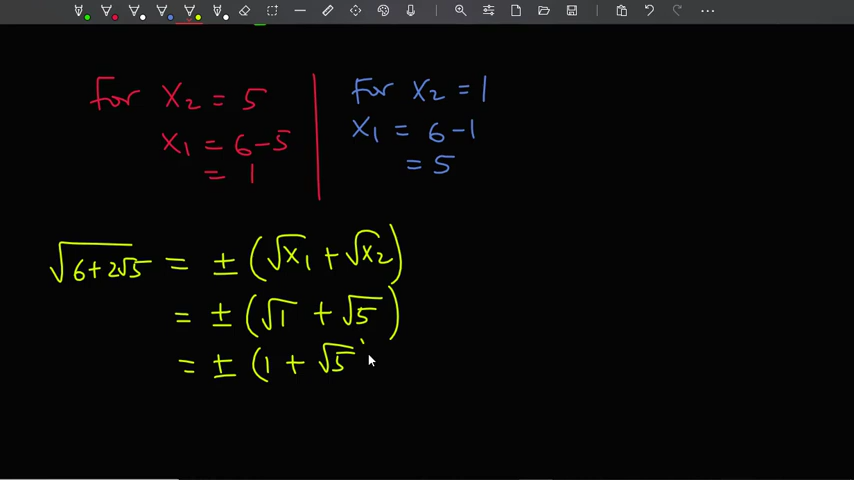 For X₂ = 5
X₁ = 6-5
= 1
For X₂ = 1
X₁ = 6-1
= 5
√(6+2√5) = ± (√X₁ + √X₂)
= ± (√1 + √5)
= ± (1 + √5